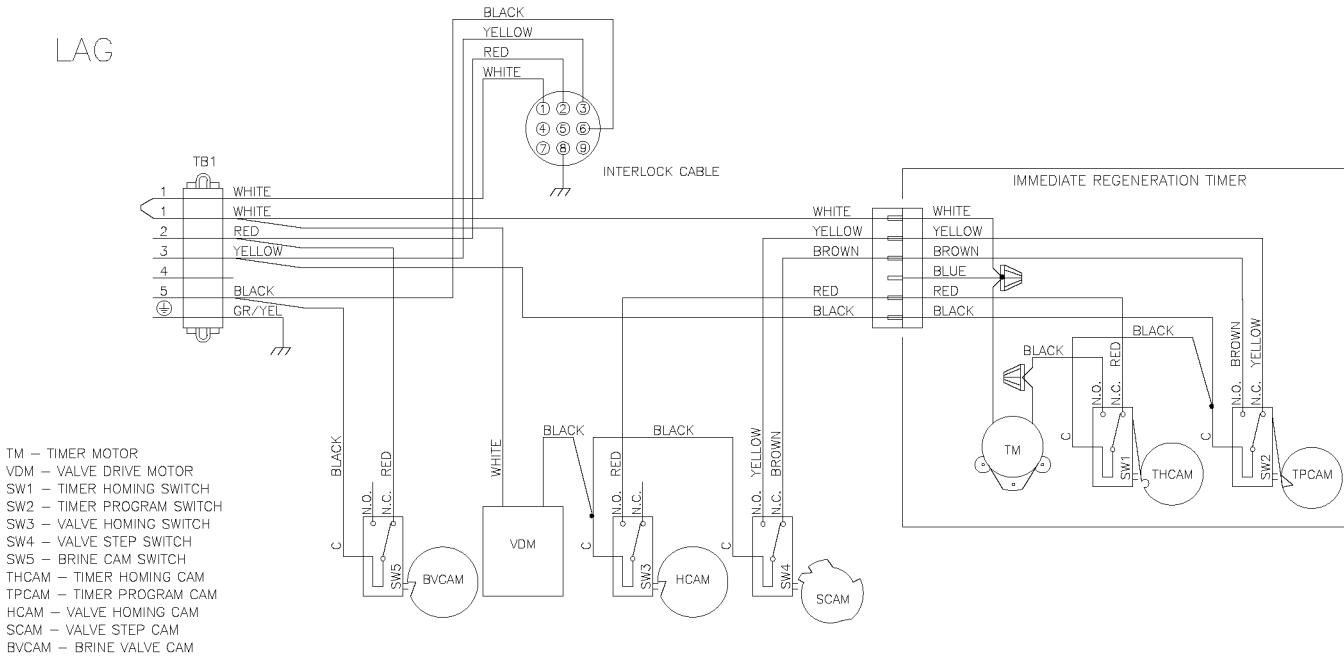 LAG
BLACK
YELLOW
RED
WHITE
1 2 3
4 5 6
7 8 9
INTERLOCK CABLE
TB1
1 WHITE
1 WHITE
2 RED
3 YELLOW
4
5 BLACK
GR/YEL
IMMEDIATE REGENERATION TIMER
WHITE WHITE
YELLOW YELLOW
BROWN BROWN
BLUE
RED RED
BLACK BLACK
BLACK
BLACK
RED
BROWN
YELLOW
N.O.
N.C.
N.O.
N.C.
C
C
TM
SW1
THCAM
SW2
TPCAM
BLACK
RED
WHITE
BLACK
BLACK
RED
YELLOW
BROWN
N.O.
N.C.
N.O.
N.C.
N.O.
N.C.
C
C
C
SW5
BVCAM
VDM
SW3
HCAM
SW4
SCAM
TM – TIMER MOTOR
VDM – VALVE DRIVE MOTOR
SW1 – TIMER HOMING SWITCH
SW2 – TIMER PROGRAM SWITCH
SW3 – VALVE HOMING SWITCH
SW4 – VALVE STEP SWITCH
SW5 – BRINE CAM SWITCH
THCAM – TIMER HOMING CAM
TPCAM – TIMER PROGRAM CAM
HCAM – VALVE HOMING CAM
SCAM – VALVE STEP CAM
BVCAM – BRINE VALVE CAM